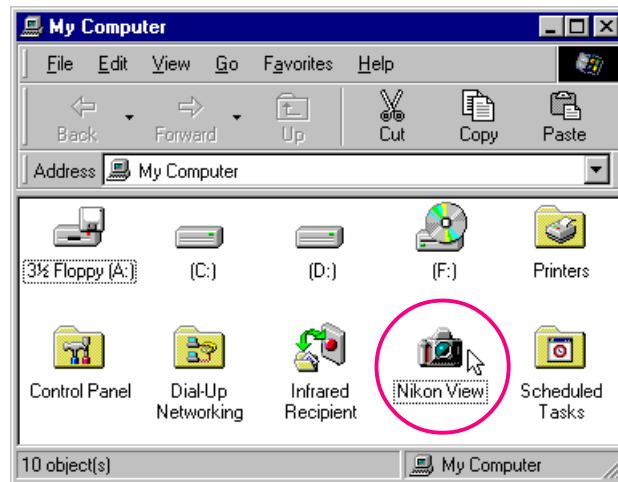 My Computer
File Edit View Go Favorites Help
Back Forward Up Cut Copy Paste
Address My Computer
3½ Floppy (A:) (C:) (D:) (F:) Printers
Control Panel Dial-Up Networking Infrared Recipient Nikon View Scheduled Tasks
10 object(s) My Computer